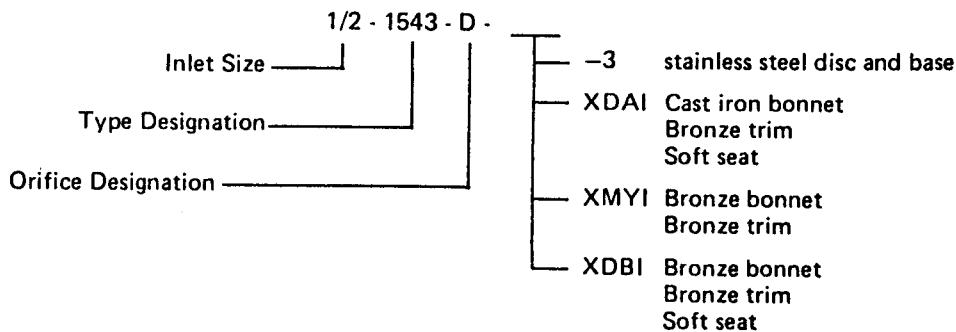 1/2 - 1543 - D -
Inlet Size
Type Designation
Orifice Designation
–3 stainless steel disc and base
XDAI Cast iron bonnet
Bronze trim
Soft seat
XMYI Bronze bonnet
Bronze trim
XDBI Bronze bonnet
Bronze trim
Soft seat